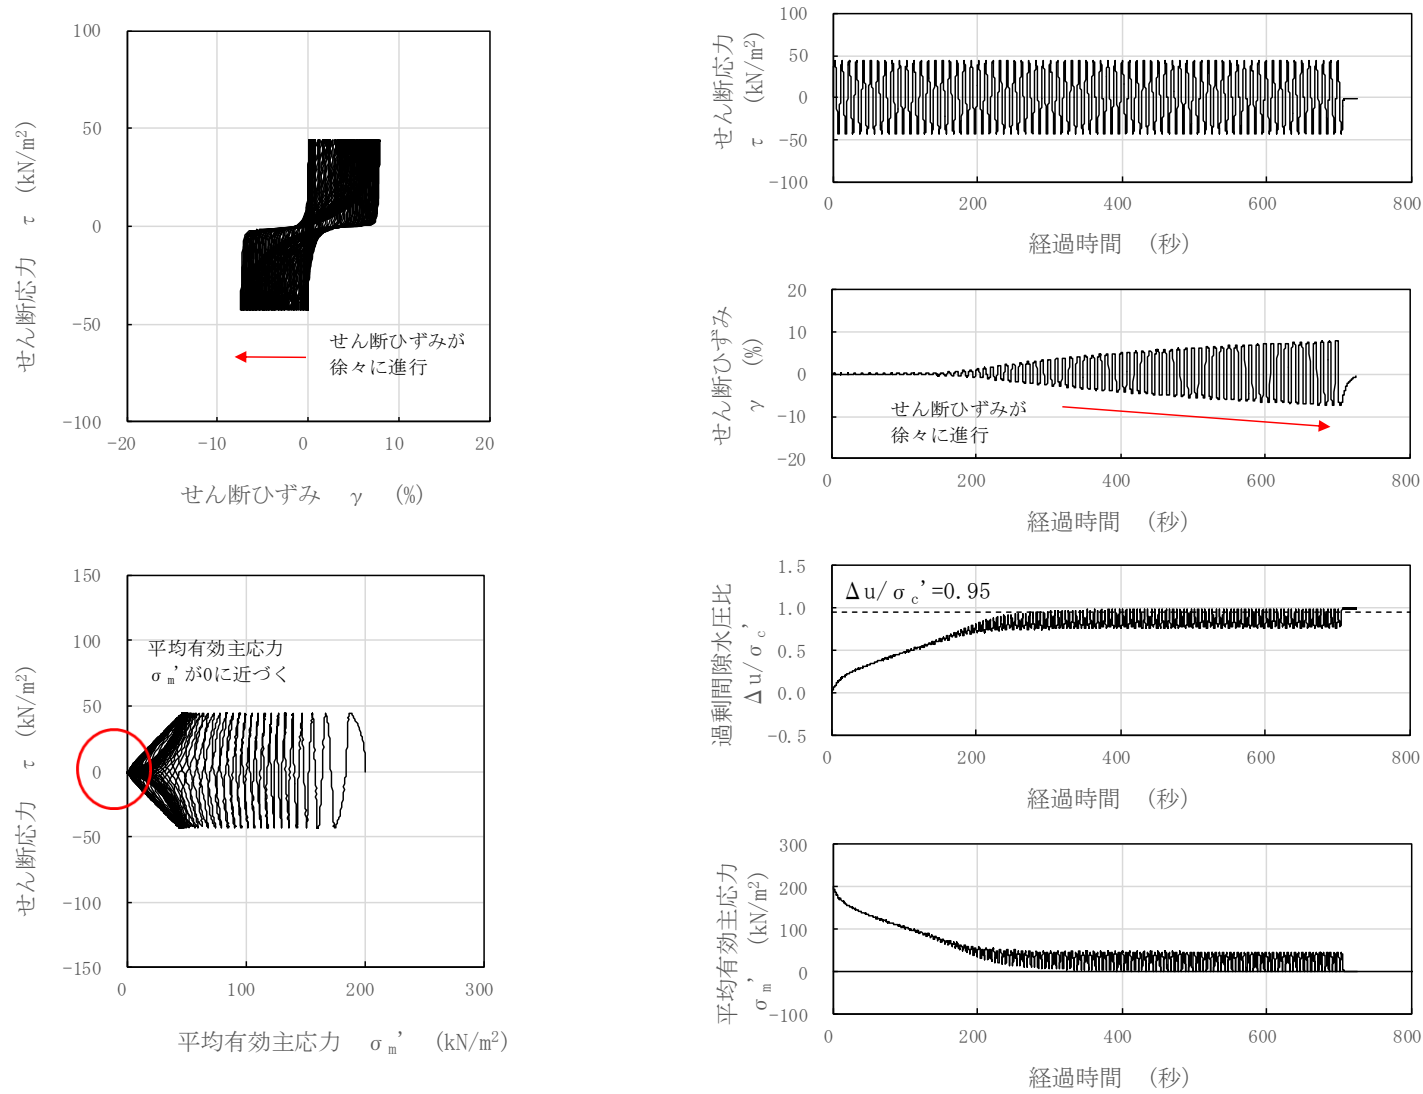 100
50
0
-50
-100
-20
-10
0
10
20
せん断応力 τ (kN/m²)
せん断ひずみ γ (%)
せん断ひずみが
徐々に進行
100
50
0
-50
-100
0
200
400
600
800
せん断応力
τ (kN/m²)
経過時間 (秒)
20
10
0
-10
-20
0
200
400
600
800
せん断ひずみ
γ (%)
せん断ひずみが
徐々に進行
経過時間 (秒)
150
100
50
0
-50
-100
-150
0
100
200
300
せん断応力 τ (kN/m²)
平均有効主応力
σm'が0に近づく
平均有効主応力 σm' (kN/m²)
1.5
1.0
0.5
0.0
-0.5
0
200
400
600
800
過剰間隙水圧比
Δu/σc'
Δu/σc'=0.95
経過時間 (秒)
300
200
100
0
-100
0
200
400
600
800
平均有効主応力
σm' (kN/m²)
経過時間 (秒)